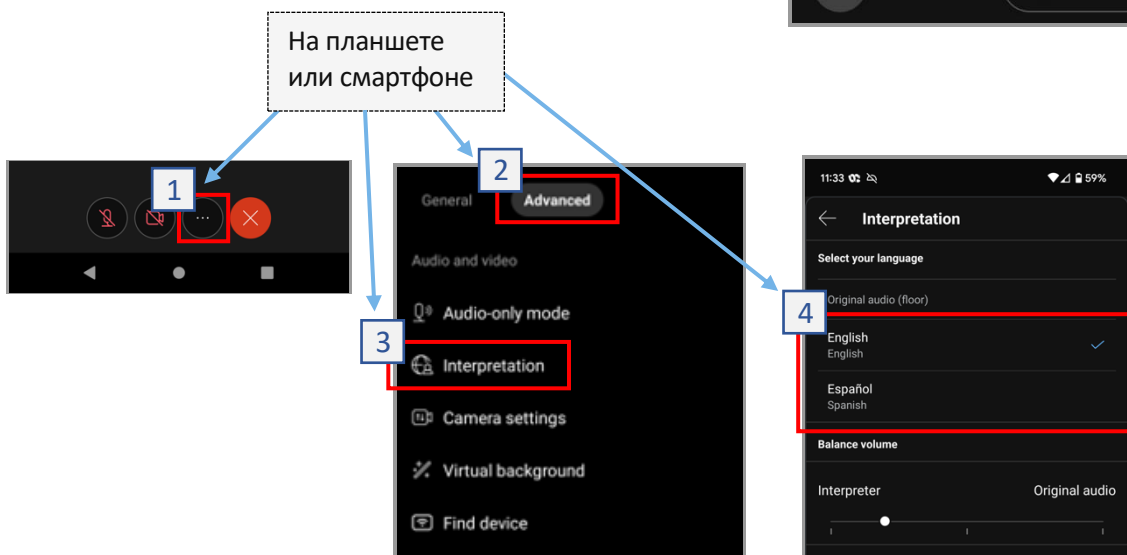 На планшете
или смартфоне
1
2
General
Advanced
Audio and video
Audio-only mode
3
Interpretation
Camera settings
Virtual background
Find device
11:33
59%
Interpretation
Select your language
Original audio (floor)
4
English
English
Español
Spanish
Balance volume
Interpreter
Original audio